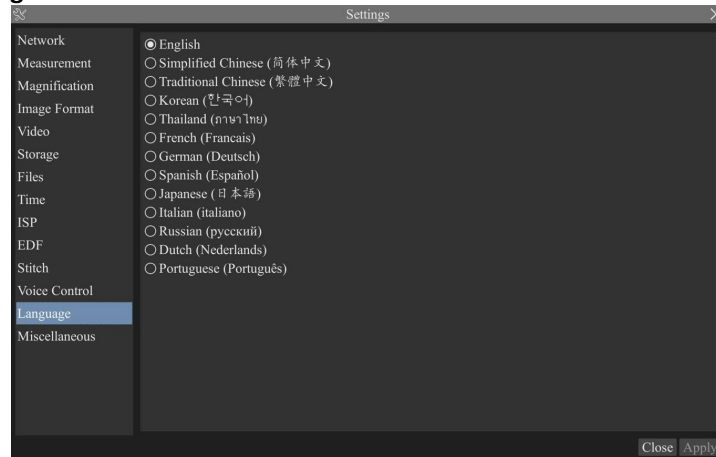 Settings
Network
Measurement
Magnification
Image Format
Video
Storage
Files
Time
ISP
EDF
Stitch
Voice Control
Language
Miscellaneous
English
Simplified Chinese (简体中文)
Traditional Chinese (繁體中文)
Korean (한국어)
Thailand (ภาษาไทย)
French (Francais)
German (Deutsch)
Spanish (Español)
Japanese (日本語)
Italian (italiano)
Russian (русский)
Dutch (Nederlands)
Portuguese (Português)
Close Apply